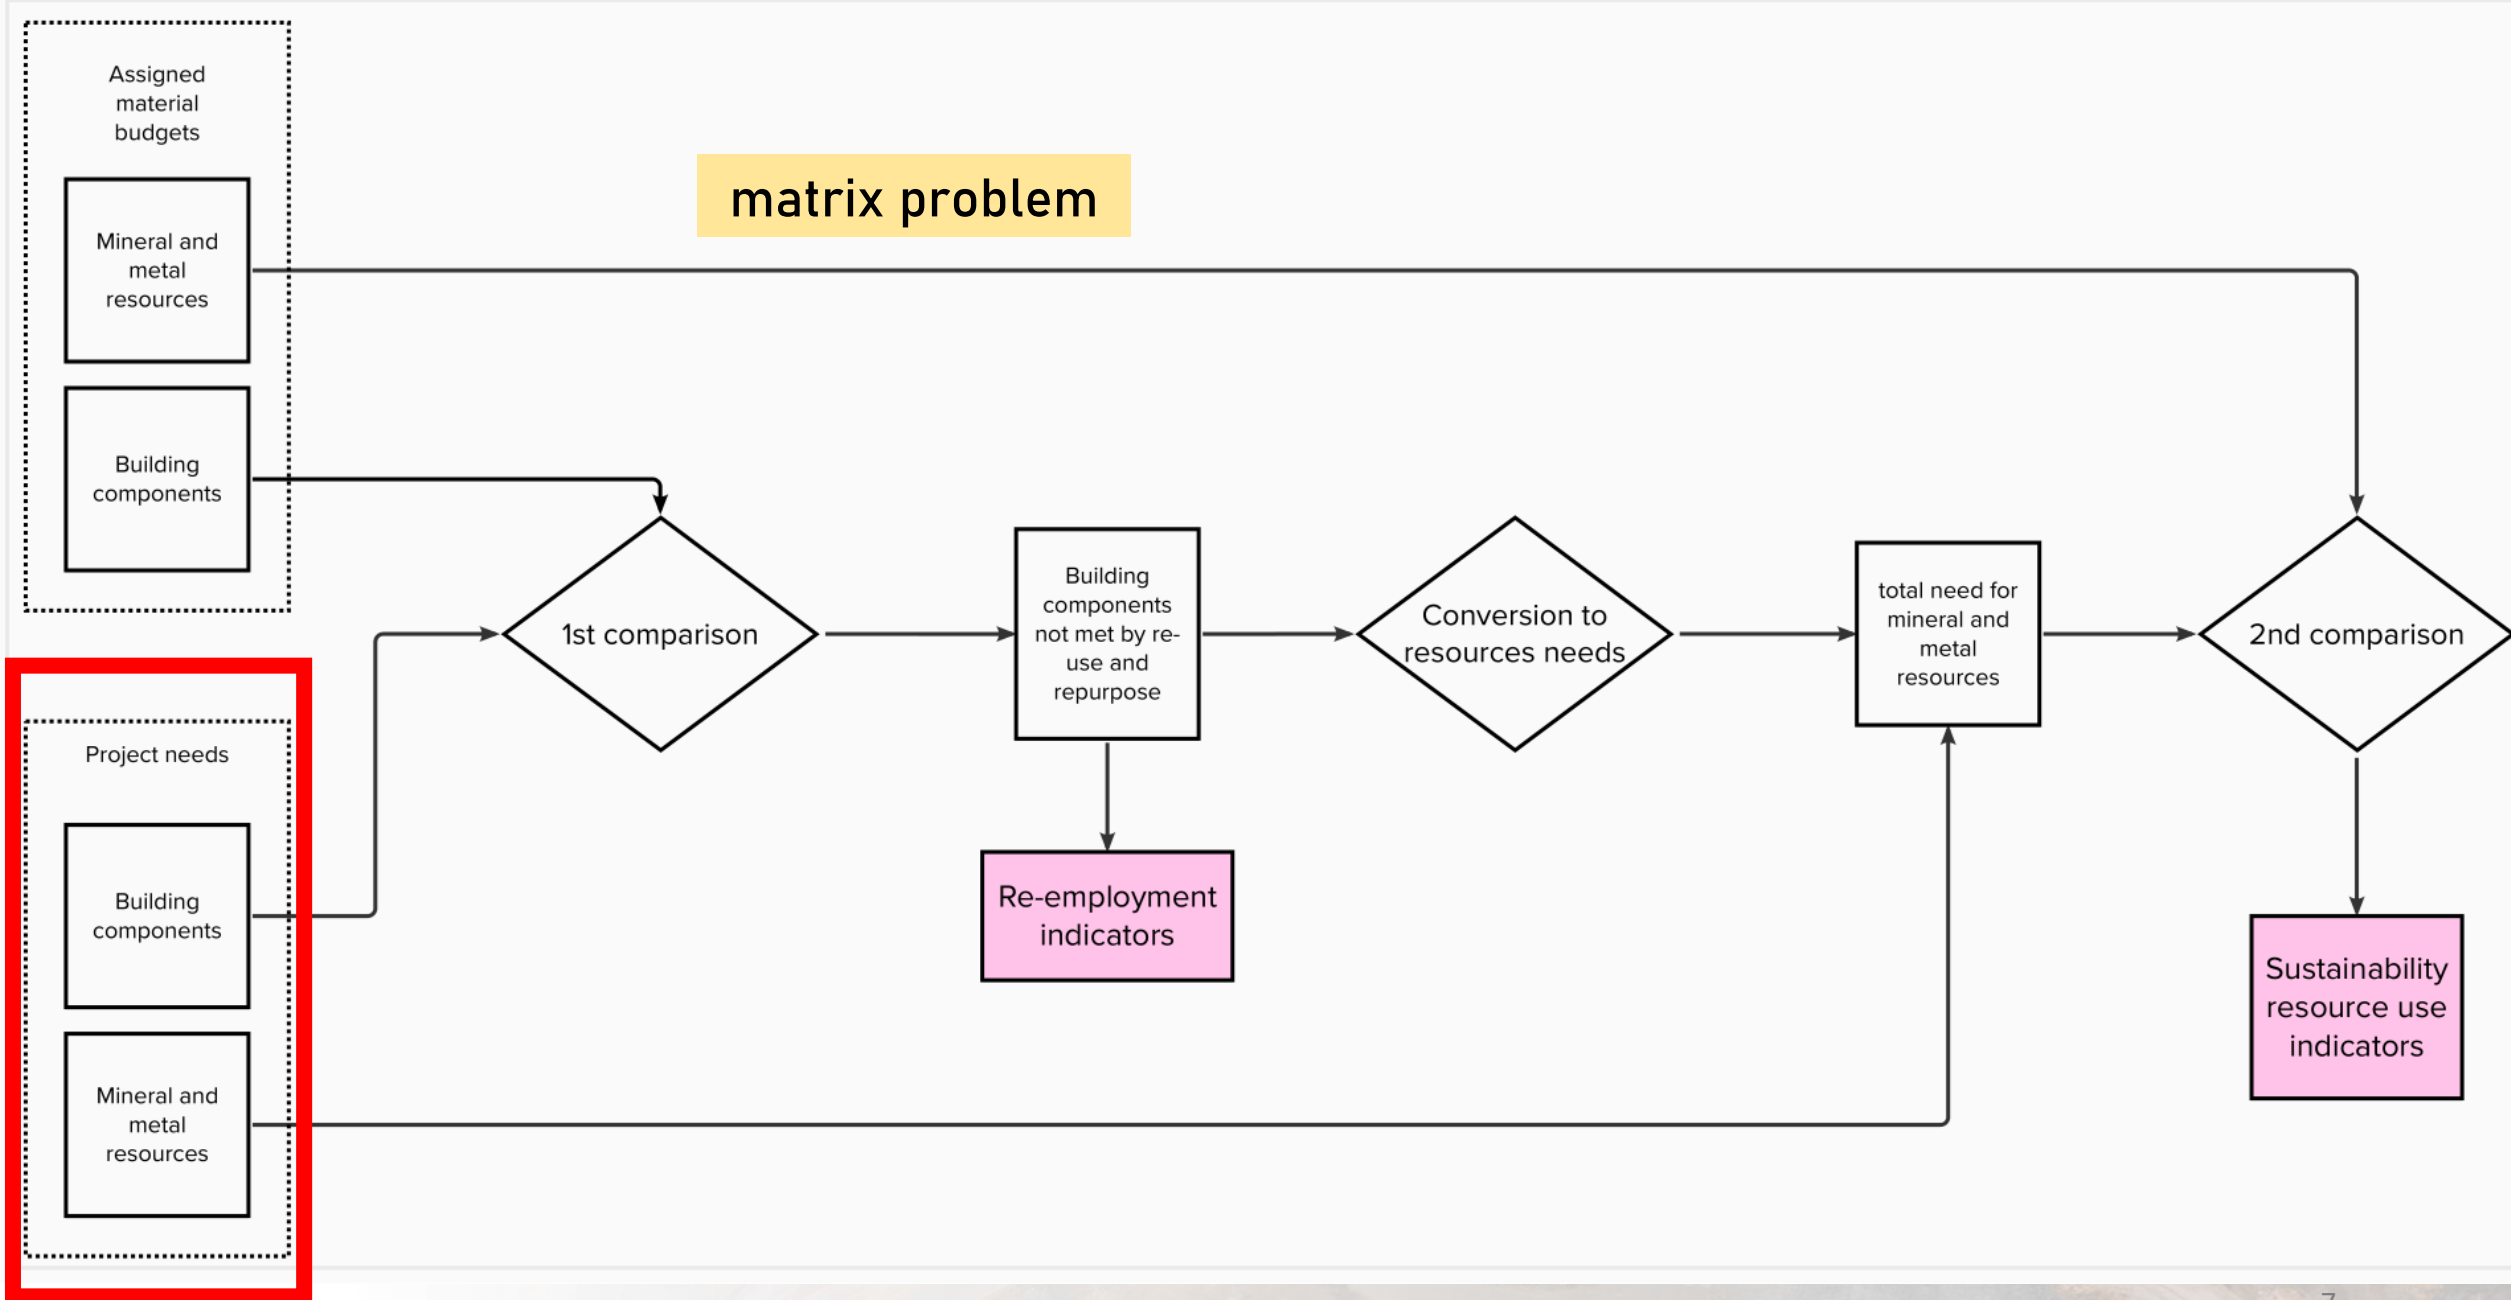 Assigned
material
budgets
matrix problem
Mineral and
metal
resources
Building
components
1st comparison
Building
components
not met by re-
use and
repurpose
Conversion to
resources needs
total need for
mineral and
metal
resources
2nd comparison
Project needs
Building
components
Re-employment
indicators
Sustainability
resource use
indicators
Mineral and
metal
resources